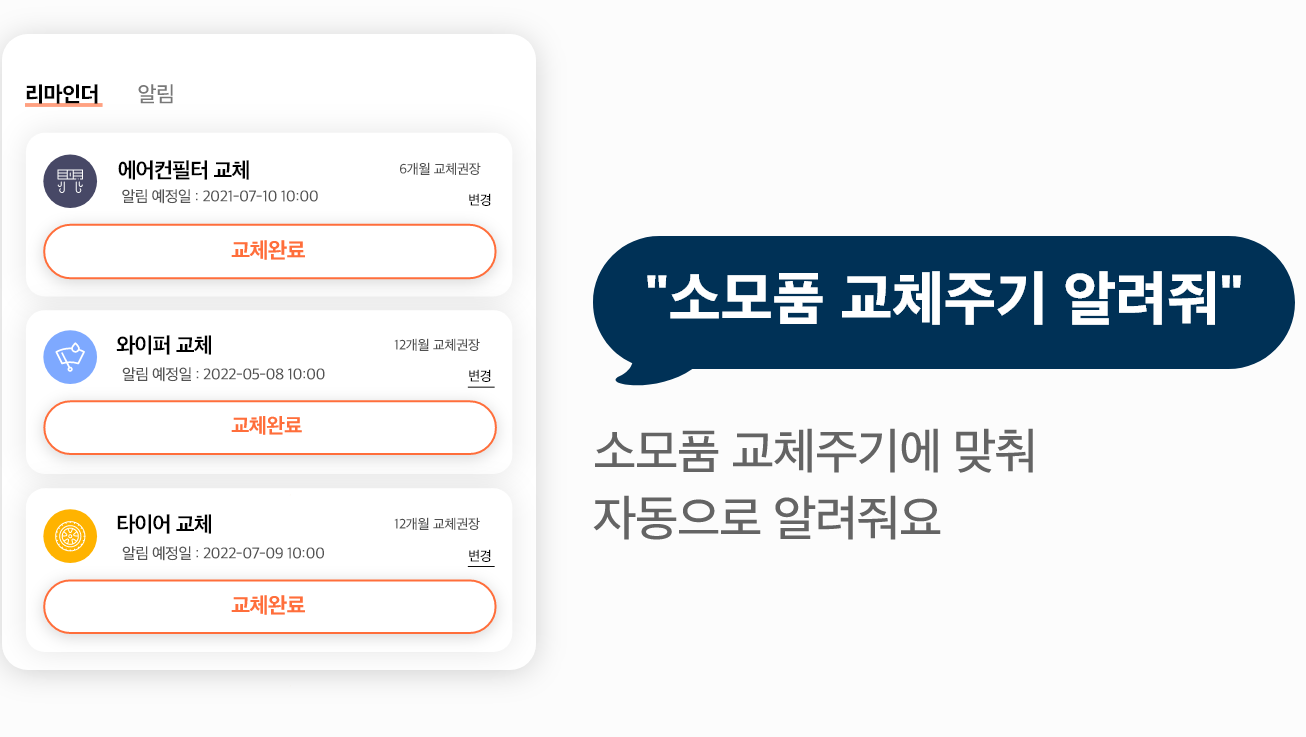 리마인더 알림
에어컨필터 교체 6개월 교체권장
알림 예정일 : 2021-07-10 10:00 변경
교체완료
와이퍼 교체 12개월 교체권장
알림 예정일 : 2022-05-08 10:00 변경
교체완료
타이어 교체 12개월 교체권장
알림 예정일 : 2022-07-09 10:00 변경
교체완료
"소모품 교체주기 알려줘"
소모품 교체주기에 맞춰
자동으로 알려줘요